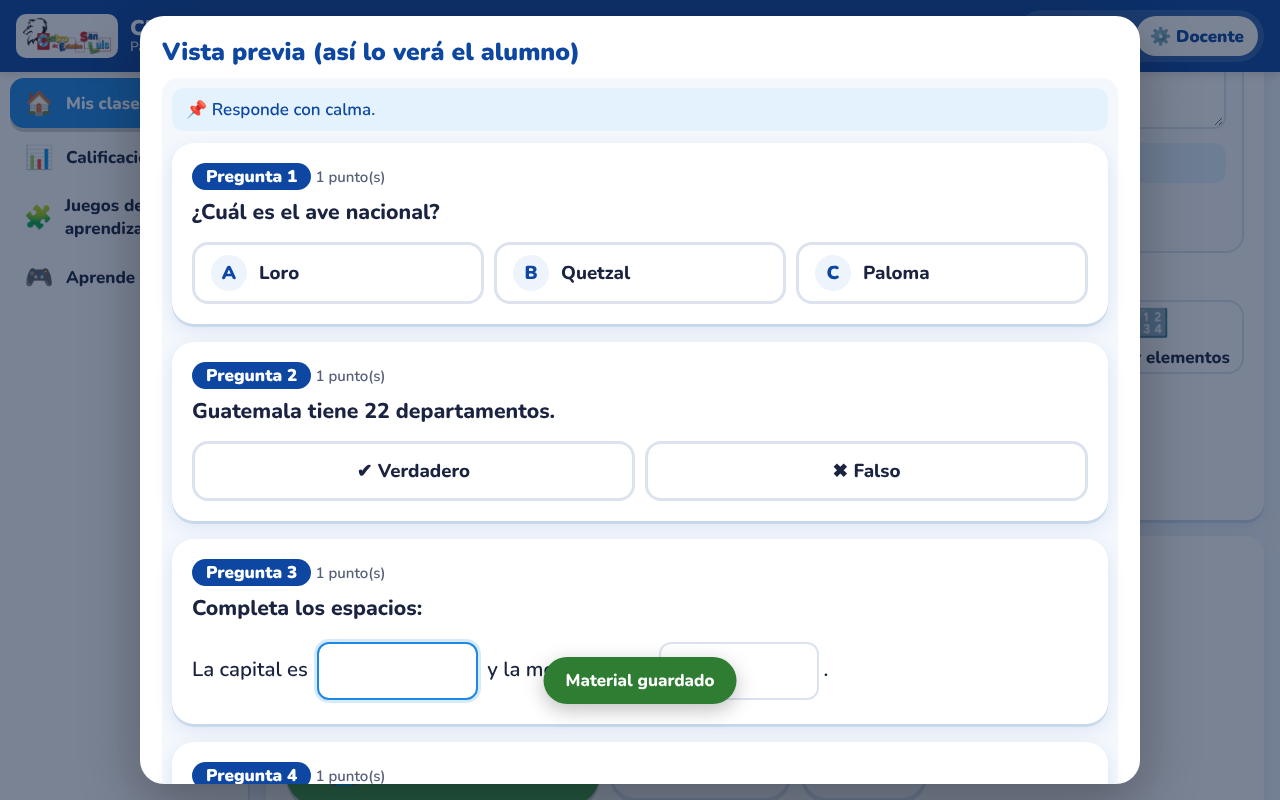 Vista previa (así lo verá el alumno)
📌 Responde con calma.
Pregunta 1 1 punto(s)
¿Cuál es el ave nacional?
A Loro
B Quetzal
C Paloma
Pregunta 2 1 punto(s)
Guatemala tiene 22 departamentos.
✔ Verdadero
✖ Falso
Pregunta 3 1 punto(s)
Completa los espacios:
La capital es
y la
.
Material guardado
Pregunta 4 1 punto(s)
⚙️ Docente
Mis clase
Calificaci
Juegos de
aprendiza
Aprende
elementos